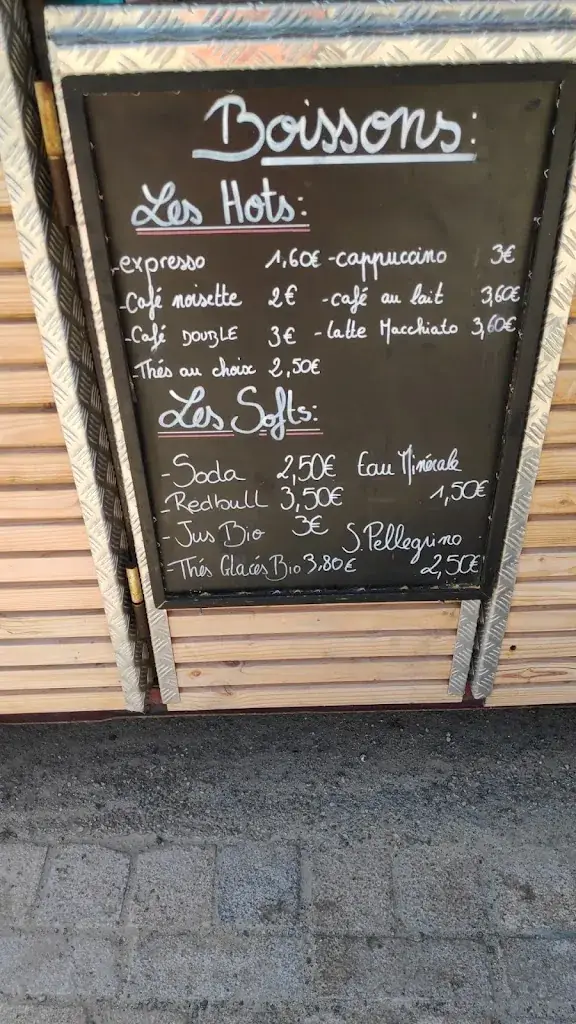 Boissons:
Les Hots:
-expresso 1,60€ -cappuccino 3€
-Café noisette 2€ -café au lait 3,60€
-Café DOUBLE 3€ -latte Macchiato 3,60€
-Thés au choix 2,50€
Les Softs:
-Soda 2,50€ Eau Minérale
-Redbull 3,50€ 1,50€
-Jus Bio 3€ S.Pellegrino
-Thés Glacés Bio 3,80€ 2,50€